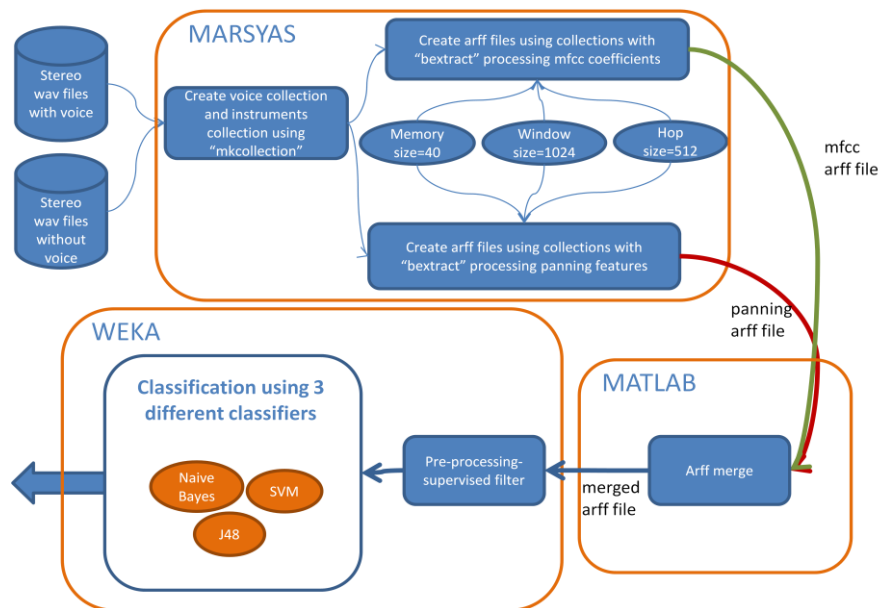 MARSYAS
Stereo
wav files
with voice
Stereo
wav files
without
voice
Create voice collection
and instruments
collection using
“mkcollection”
Create arff files using collections with
“bextract” processing mfcc coefficients
Memory
size=40
Window
size=1024
Hop
size=512
Create arff files using collections with
“bextract” processing panning features
mfcc
arff file
panning
arff file
WEKA
Classification using 3
different classifiers
Naive
Bayes
SVM
J48
Pre-processing-
supervised filter
merged
arff file
MATLAB
Arff merge